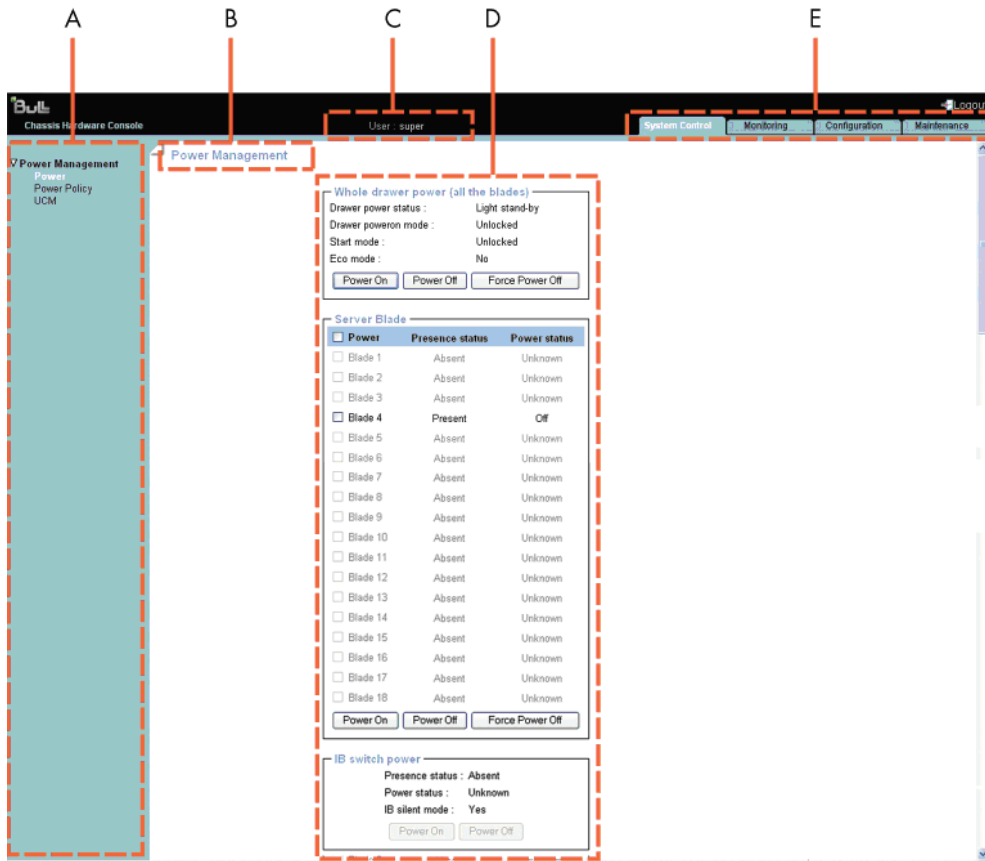 A B C D E
Bull
Logout
Chassis Hardware Console
User : super
System Control Monitoring Configuration Maintenance
Power Management
Power
Power Policy
UCM
Power Management
Whole drawer power (all the blades)
Drawer power status : Light stand-by
Drawer poweron mode : Unlocked
Start mode : Unlocked
Eco mode : No
Power On Power Off Force Power Off
Server Blade
Power Presence status Power status
Blade 1 Absent Unknown
Blade 2 Absent Unknown
Blade 3 Absent Unknown
Blade 4 Present Off
Blade 5 Absent Unknown
Blade 6 Absent Unknown
Blade 7 Absent Unknown
Blade 8 Absent Unknown
Blade 9 Absent Unknown
Blade 10 Absent Unknown
Blade 11 Absent Unknown
Blade 12 Absent Unknown
Blade 13 Absent Unknown
Blade 14 Absent Unknown
Blade 15 Absent Unknown
Blade 16 Absent Unknown
Blade 17 Absent Unknown
Blade 18 Absent Unknown
Power On Power Off Force Power Off
IB switch power
Presence status : Absent
Power status : Unknown
IB silent mode : Yes
Power On Power Off